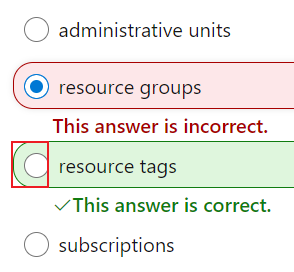 administrative units
resource groups
This answer is incorrect.
resource tags
This answer is correct.
subscriptions